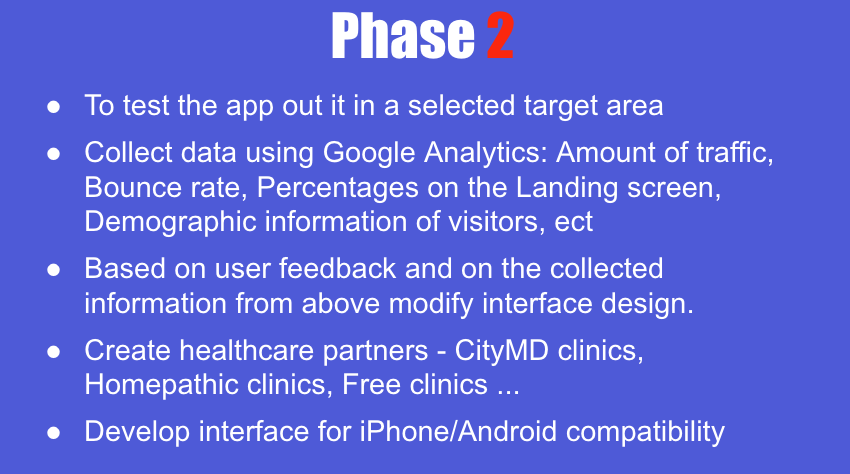 Phase 2
● To test the app out it in a selected target area
● Collect data using Google Analytics: Amount of traffic,
Bounce rate, Percentages on the Landing screen,
Demographic information of visitors, ect
● Based on user feedback and on the collected
information from above modify interface design.
● Create healthcare partners - CityMD clinics,
Homepathic clinics, Free clinics ...
● Develop interface for iPhone/Android compatibility